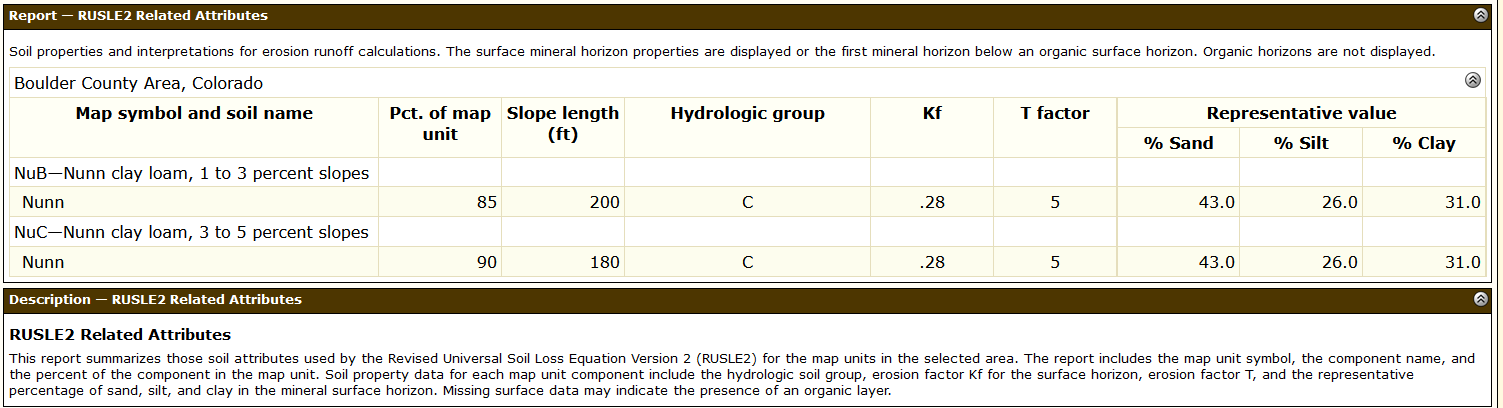 Report — RUSLE2 Related Attributes
Soil properties and interpretations for erosion runoff calculations. The surface mineral horizon properties are displayed or the first mineral horizon below an organic surface horizon. Organic horizons are not displayed.
Boulder County Area, Colorado
Map symbol and soil name Pct. of map unit Slope length (ft) Hydrologic group Kf T factor Representative value
% Sand % Silt % Clay
NuB—Nunn clay loam, 1 to 3 percent slopes
Nunn 85 200 C .28 5 43.0 26.0 31.0
NuC—Nunn clay loam, 3 to 5 percent slopes
Nunn 90 180 C .28 5 43.0 26.0 31.0
Description — RUSLE2 Related Attributes
RUSLE2 Related Attributes
This report summarizes those soil attributes used by the Revised Universal Soil Loss Equation Version 2 (RUSLE2) for the map units in the selected area. The report includes the map unit symbol, the component name, and
the percent of the component in the map unit. Soil property data for each map unit component include the hydrologic soil group, erosion factor Kf for the surface horizon, erosion factor T, and the representative
percentage of sand, silt, and clay in the mineral surface horizon. Missing surface data may indicate the presence of an organic layer.